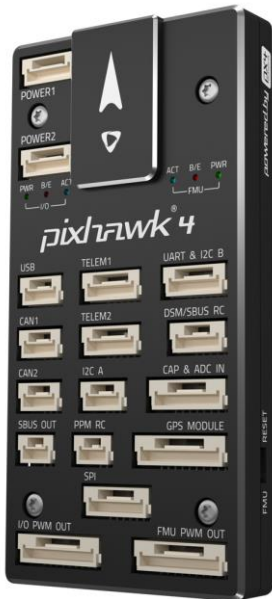 POWER1
POWER2
PWR B/E ACT
I/O
ACT B/E PWR
FMU
pixhawk® 4
USB TELEM1 UART & I2C B
CAN1 TELEM2 DSM/SBUS RC
CAN2 I2C A CAP & ADC IN
SBUS OUT PPM RC GPS MODULE
SPI
I/O PWM OUT FMU PWM OUT
powered by px4
FMU RESET